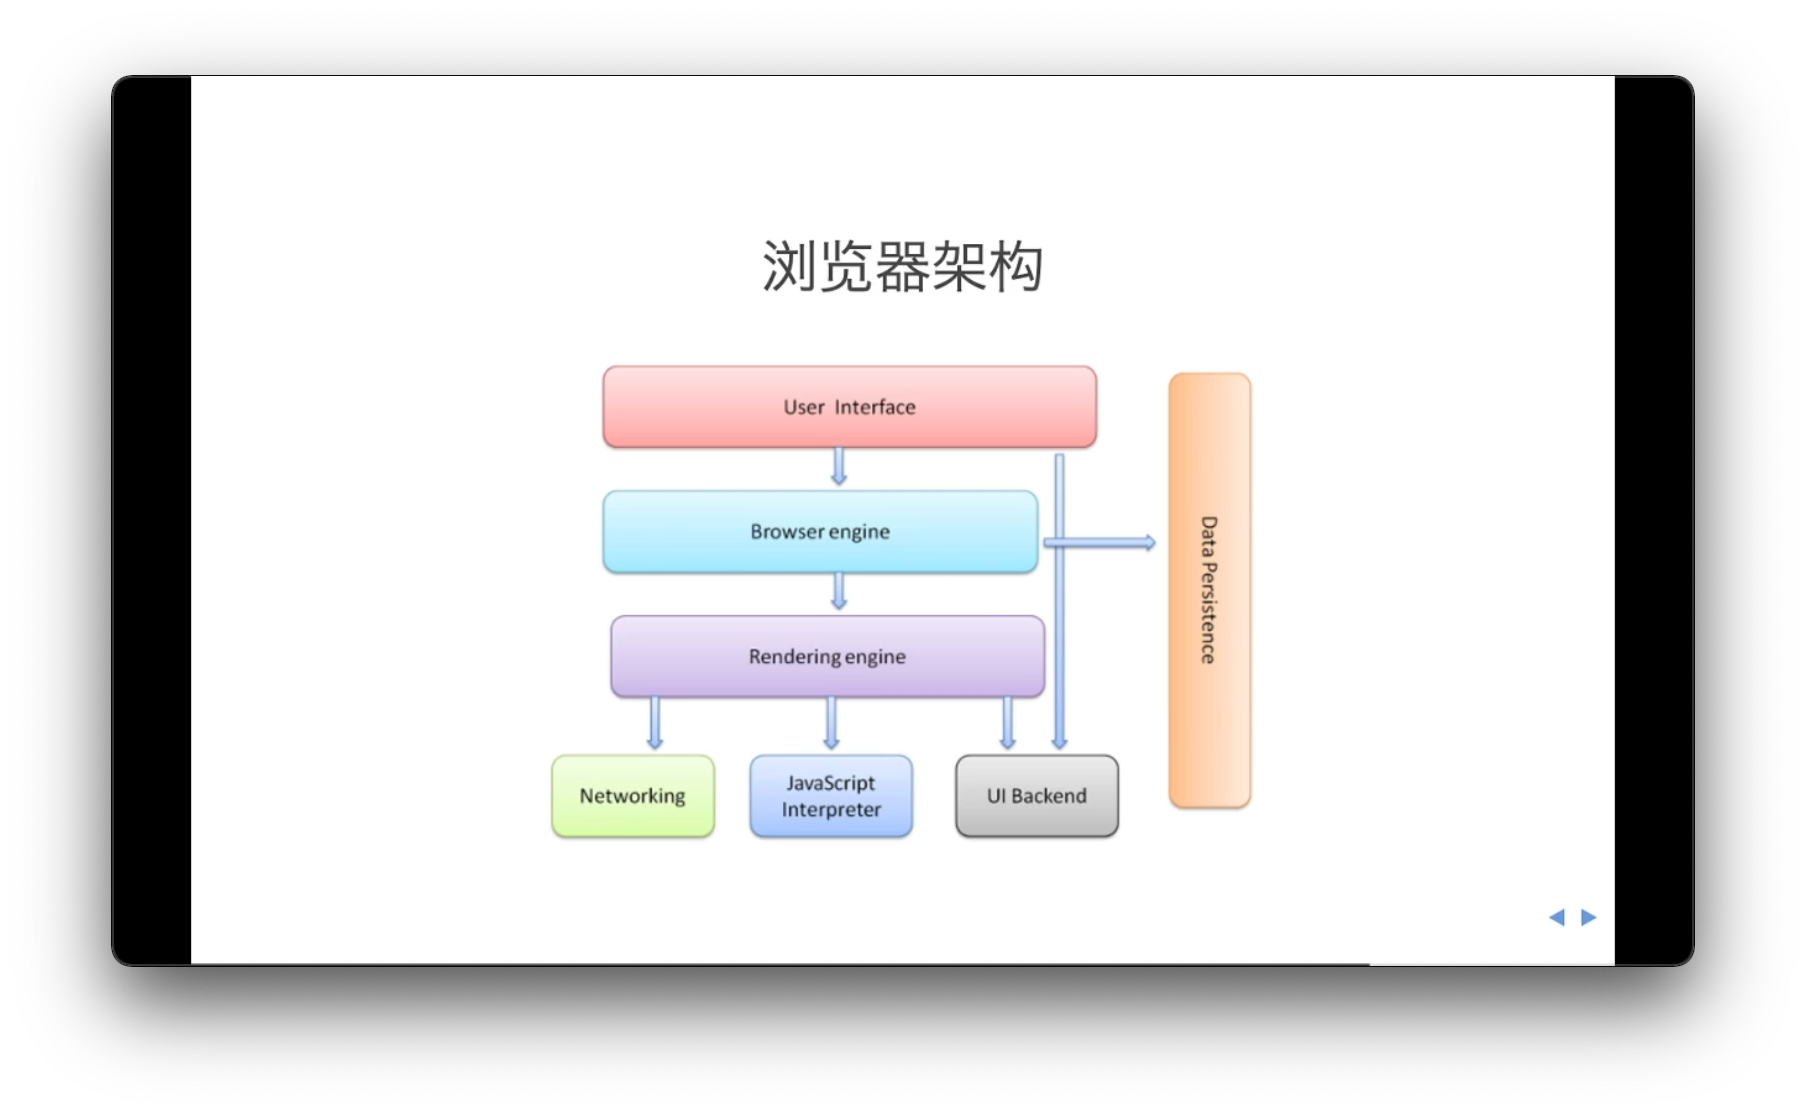 浏览器架构
User Interface
Browser engine
Rendering engine
Networking
JavaScript
Interpreter
UI Backend
Data Persistence